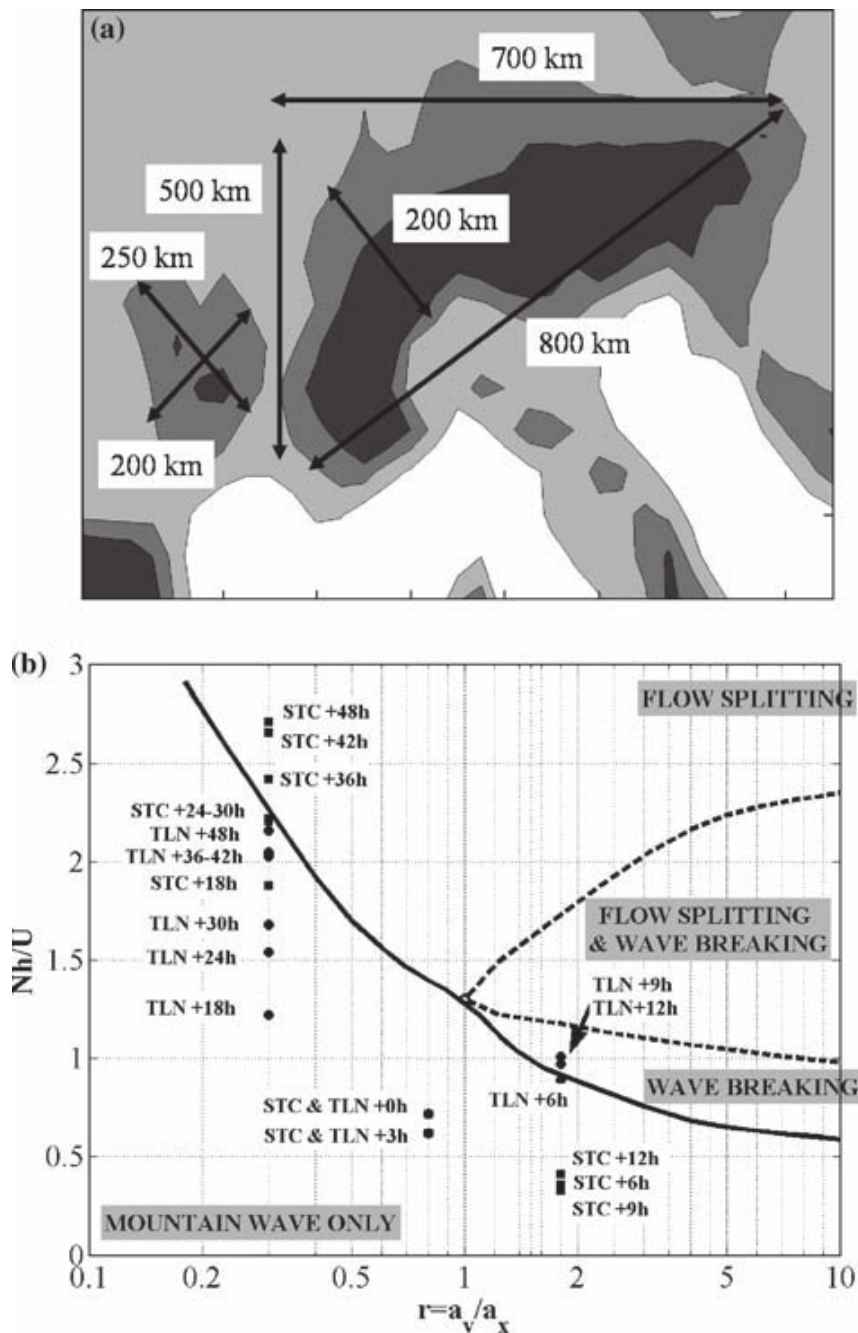 (a)
700 km
500 km
200 km
250 km
800 km
200 km
(b)
3
FLOW SPLITTING
STC +48h
STC +42h
2.5
STC +36h
STC +24-30h
TLN +48h
TLN +36-42h
2
STC +18h
FLOW SPLITTING
& WAVE BREAKING
TLN +30h
Nh/U
1.5
TLN +24h
TLN +9h
TLN+12h
TLN +18h
1
WAVE BREAKING
TLN +6h
STC & TLN +0h
STC & TLN +3h
0.5
STC +12h
STC +6h
STC +9h
MOUNTAIN WAVE ONLY
0
0.1
0.2
0.5
1
2
5
10
r=a_y/a_x